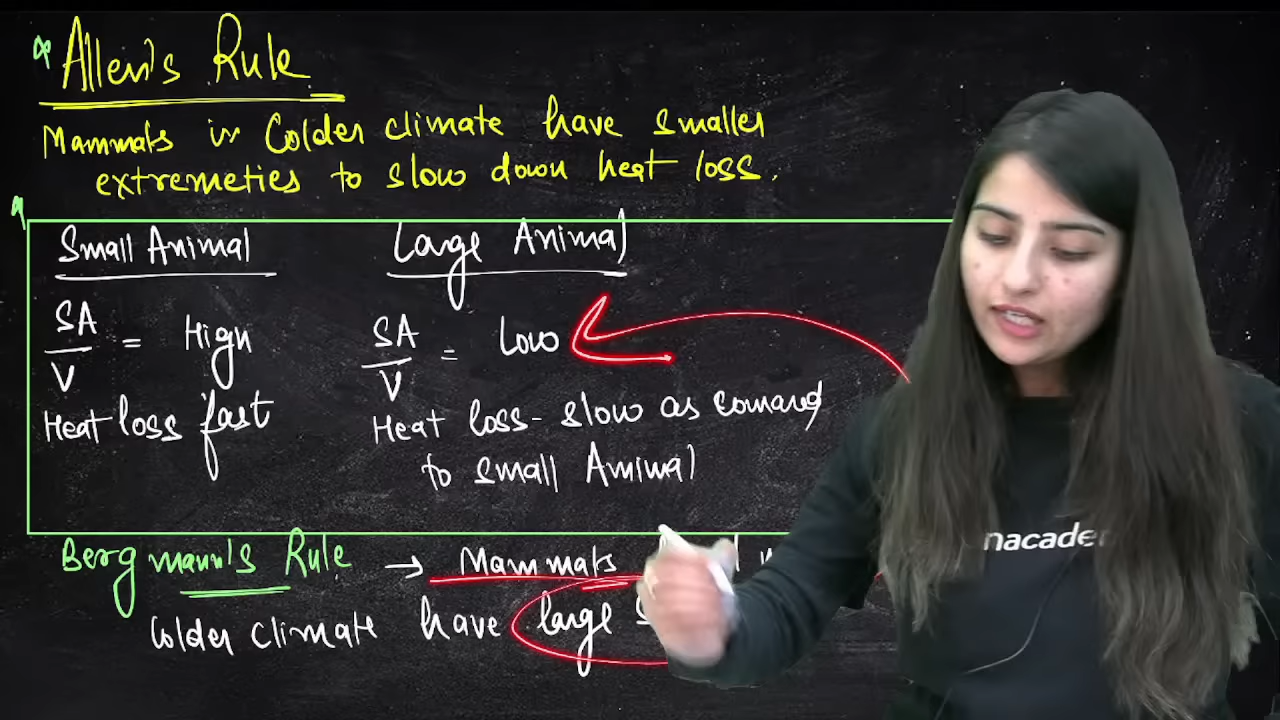 Allen's Rule
Mammals in Colder climate have smaller
extremeties to slow down heat loss.
Small Animal
Large Animal
SA
V
= High
SA
V
= Low
Heat loss fast
Heat loss - slow as comared
to small Animal
Bergmann's Rule → Mammals
Colder climate have large
nacade